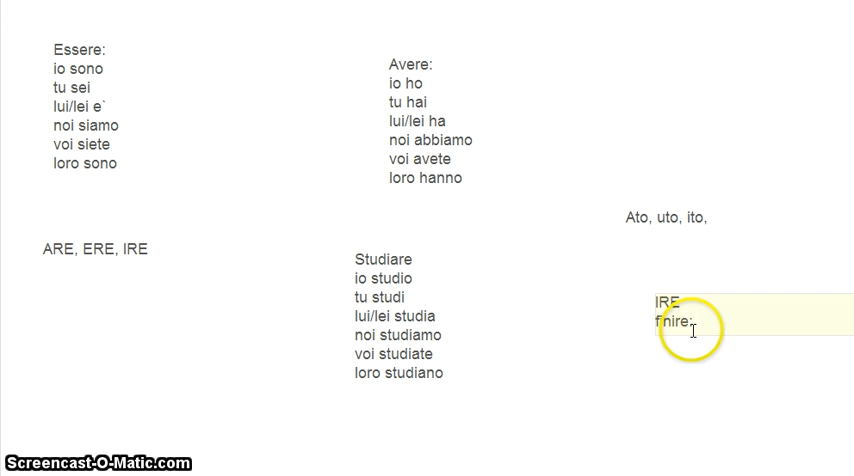 Essere:
io sono
tu sei
lui/lei e`
noi siamo
voi siete
loro sono
Avere:
io ho
tu hai
lui/lei ha
noi abbiamo
voi avete
loro hanno
Ato, uto, ito,
ARE, ERE, IRE
Studiare
io studio
tu studi
lui/lei studia
noi studiamo
voi studiate
loro studiano
IRE
finire:
Screencast-O-Matic.com